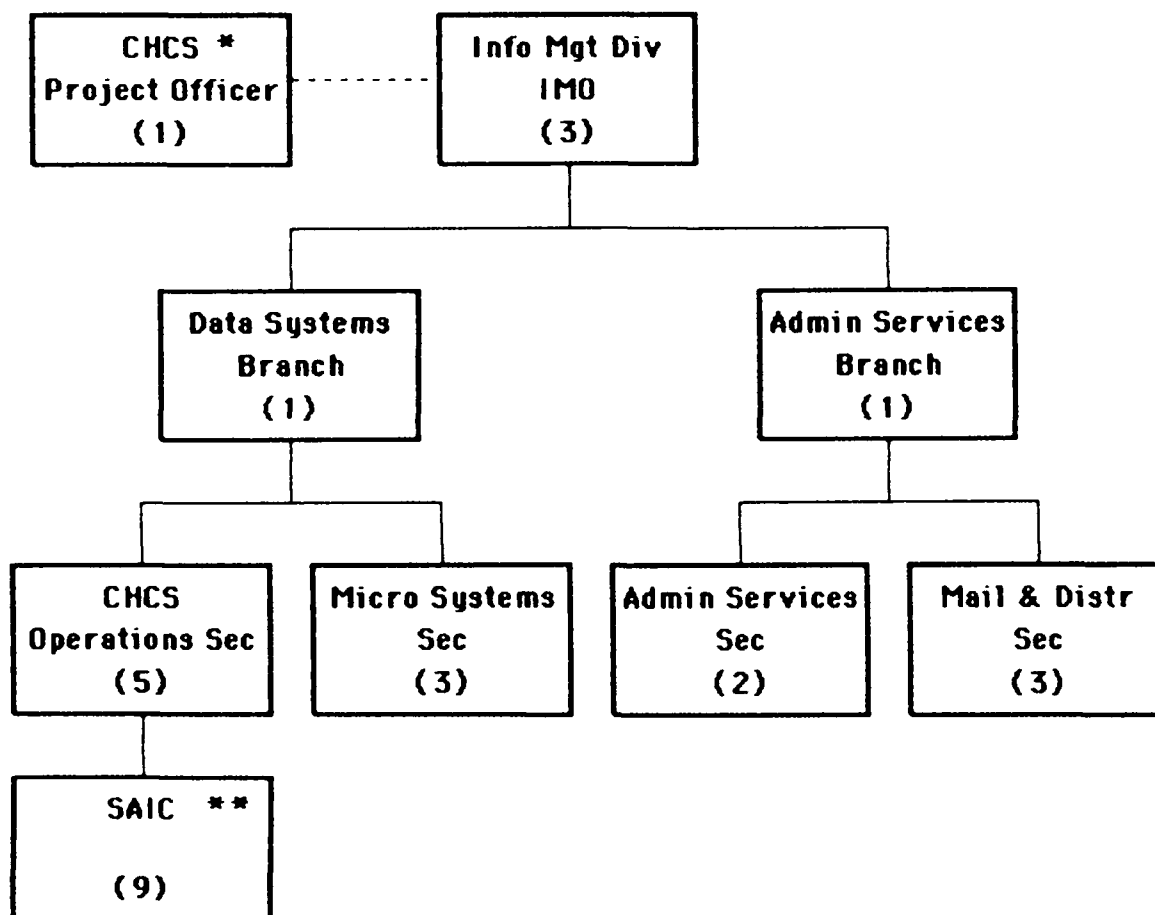 CHCS *
Project Officer
(1)
Info Mgt Div
IMO
(3)
Data Systems
Branch
(1)
Admin Services
Branch
(1)
CHCS
Operations Sec
(5)
Micro Systems
Sec
(3)
Admin Services
Sec
(2)
Mail & Distr
Sec
(3)
SAIC **
(9)